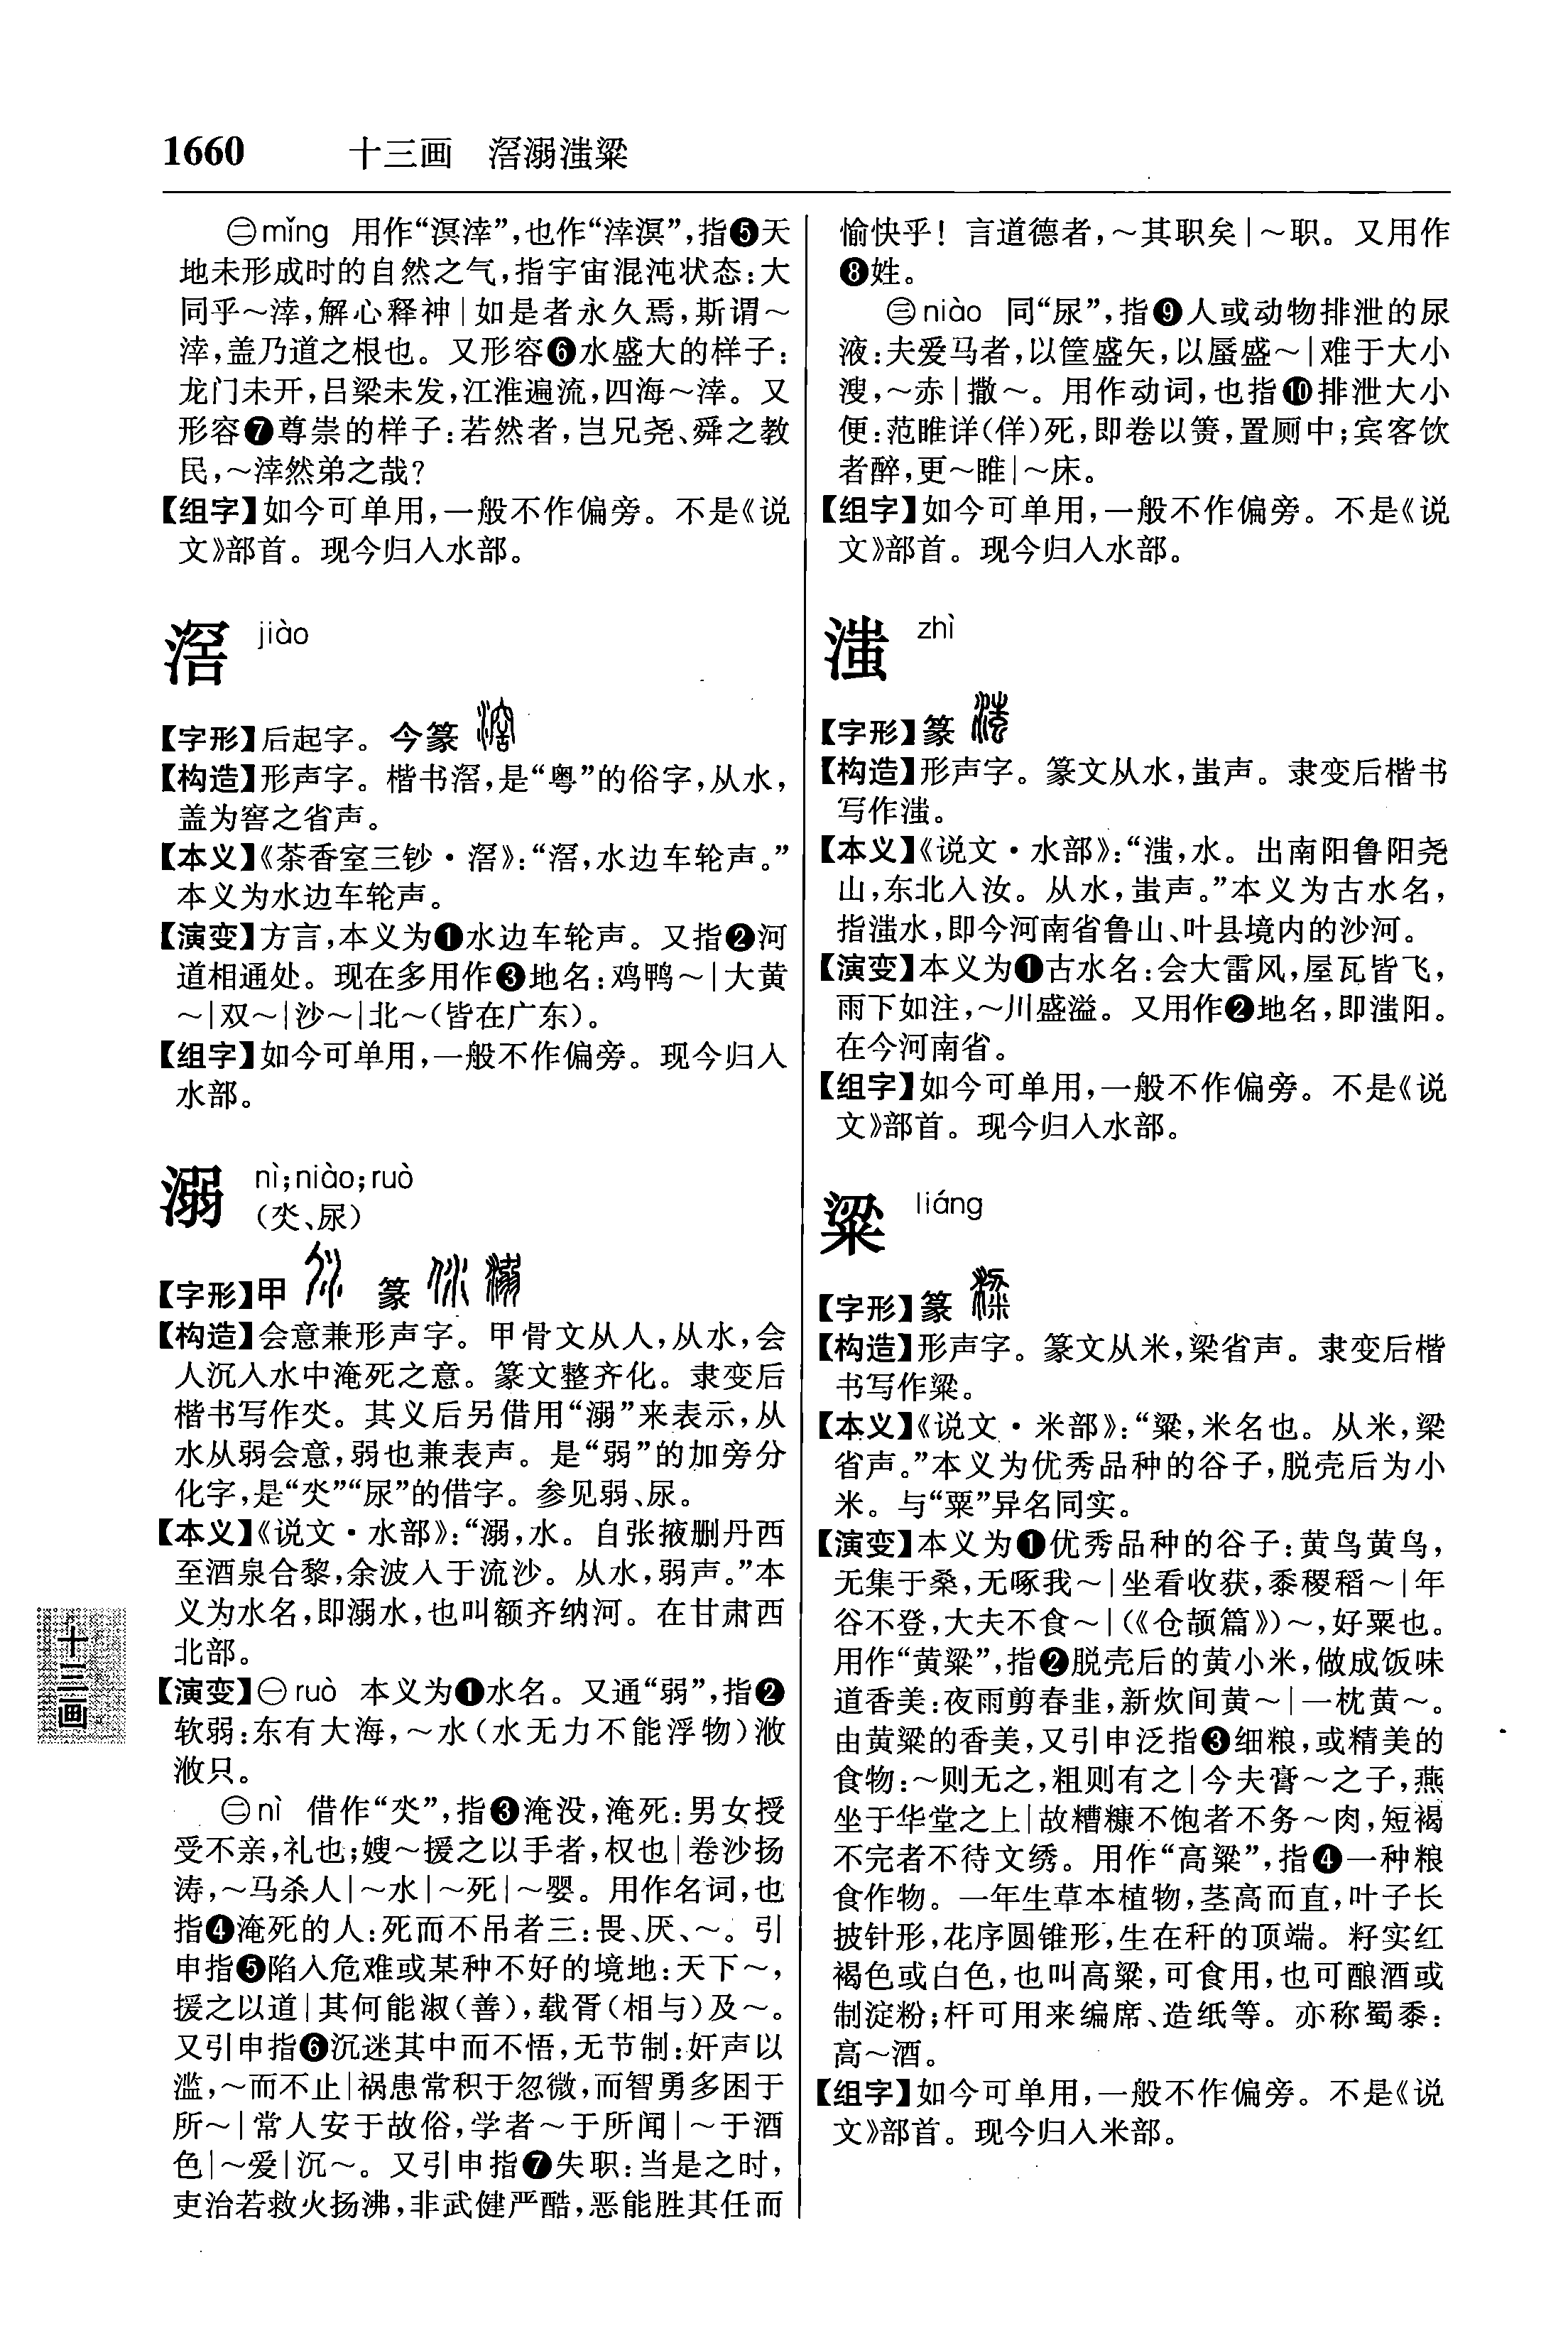 1660 十三画 滘溺滍粱
㊁mǐng 用作“溟涬”,也作“涬溟”,指❺天
地未形成时的自然之气,指宇宙混沌状态:大
同乎～涬,解心释神|如是者永久焉,斯谓～
涬,盖乃道之根也。又形容❻水盛大的样子:
龙门未开,吕梁未发,江淮遍流,四海～涬。又
形容❼尊崇的样子:若然者,岂兄尧、舜之教
民,～涬然弟之哉?
【组字】如今可单用,一般不作偏旁。不是《说
文》部首。现今归入水部。
滘 jiào
【字形】后起字。今篆
【构造】形声字。楷书滘,是“粤”的俗字,从水,
盖为窖之省声。
【本义】《茶香室三钞·滘》:“滘,水边车轮声。”
本义为水边车轮声。
【演变】方言,本义为❶水边车轮声。又指❷河
道相通处。现在多用作❸地名:鸡鸭～|大黄
～|双～|沙～|北～(皆在广东)。
【组字】如今可单用,一般不作偏旁。现今归入
水部。
溺 nì;niào;ruò
(㲻、尿)
【字形】甲 篆
【构造】会意兼形声字。甲骨文从人,从水,会
人沉入水中淹死之意。篆文整齐化。隶变后
楷书写作㲻。其义后另借用“溺”来表示,从
水从弱会意,弱也兼表声。是“弱”的加旁分
化字,是“㲻”“尿”的借字。参见弱、尿。
【本义】《说文·水部》:“溺,水。自张掖删丹西
至酒泉合黎,余波入于流沙。从水,弱声。”本
义为水名,即溺水,也叫额齐纳河。在甘肃西
北部。
【演变】㊀ruò 本义为❶水名。又通“弱”,指❷
软弱:东有大海,～水(水无力不能浮物)浟
浟只。
㊁nì 借作“㲻”,指❸淹没,淹死:男女授
受不亲,礼也;嫂～援之以手者,权也|卷沙扬
涛,～马杀人|～水|～死|～婴。用作名词,也
指❹淹死的人:死而不吊者三:畏、厌、～。引
申指❺陷入危难或某种不好的境地:天下～,
援之以道|其何能淑(善),载胥(相与)及～。
又引申指❻沉迷其中而不悟,无节制:奸声以
滥,～而不止|祸患常积于忽微,而智勇多困于
所～|常人安于故俗,学者～于所闻|～于酒
色|～爱|沉～。又引申指❼失职:当是之时,
吏治若救火扬沸,非武健严酷,恶能胜其任而
愉快乎!言道德者,～其职矣|～职。又用作
❽姓。
㊂niào 同“尿”,指❾人或动物排泄的尿
液:夫爱马者,以筐盛矢,以蜃盛～|难于大小
溲,～赤|撒～。用作动词,也指❿排泄大小
便:范睢详(佯)死,即卷以箦,置厕中;宾客饮
者醉,更～睢|～床。
【组字】如今可单用,一般不作偏旁。不是《说
文》部首。现今归入水部。
滍 zhì
【字形】篆
【构造】形声字。篆文从水,蚩声。隶变后楷书
写作滍。
【本义】《说文·水部》:“滍,水。出南阳鲁阳尧
山,东北入汝。从水,蚩声。”本义为古水名,
指滍水,即今河南省鲁山、叶县境内的沙河。
【演变】本义为❶古水名:会大雷风,屋瓦皆飞,
雨下如注,～川盛溢。又用作❷地名,即滍阳。
在今河南省。
【组字】如今可单用,一般不作偏旁。不是《说
文》部首。现今归入水部。
粱 liáng
【字形】篆
【构造】形声字。篆文从米,梁省声。隶变后楷
书写作粱。
【本义】《说文·米部》:“粱,米名也。从米,梁
省声。”本义为优秀品种的谷子,脱壳后为小
米。与“粟”异名同实。
【演变】本义为❶优秀品种的谷子:黄鸟黄鸟,
无集于桑,无啄我～|坐看收获,黍稷稻～|年
谷不登,大夫不食～|(《仓颉篇》)～,好粟也。
用作“黄粱”,指❷脱壳后的黄小米,做成饭味
道香美:夜雨剪春韭,新炊间黄～|一枕黄～。
由黄粱的香美,又引申泛指❸细粮,或精美的
食物:～则无之,粗则有之|今夫膏～之子,燕
坐于华堂之上|故糟糠不饱者不务～肉,短褐
不完者不待文绣。用作“高粱”,指❹一种粮
食作物。一年生草本植物,茎高而直,叶子长
披针形,花序圆锥形,生在秆的顶端。籽实红
褐色或白色,也叫高粱,可食用,也可酿酒或
制淀粉;杆可用来编席、造纸等。亦称蜀黍:
高～酒。
【组字】如今可单用,一般不作偏旁。不是《说
文》部首。现今归入米部。
十三画